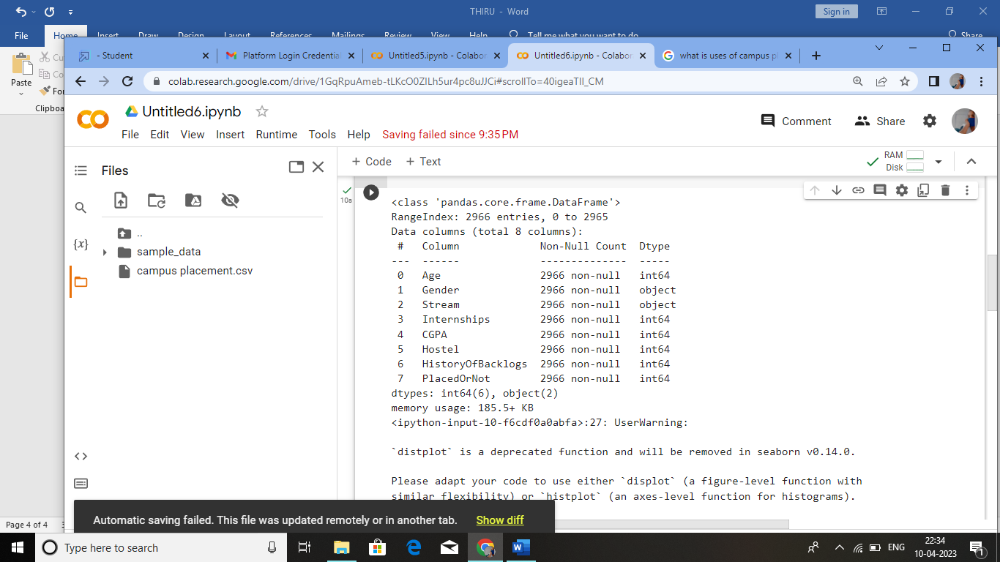 THIRU - Word
Sign in
File Home Insert Draw Design Layout References Mailings Review View Help Tell me what you want to do Share
Paste
Cu
Co
For
Clipboa
- Student
Platform Login Credentia
Untitled5.ipynb - Colabor
Untitled6.ipynb - Colabor
what is uses of campus pl
colab.research.google.com/drive/1GqRpuAmeb-tLKcO0ZlLh5ur4pc8uJJCi#scrollTo=40igeaTIl_CM
Untitled6.ipynb
Comment Share
File Edit View Insert Runtime Tools Help Saving failed since 9:35 PM
Files
+ Code + Text
RAM
Disk
..
{x}
sample_data
campus placement.csv
<>
10s
<class 'pandas.core.frame.DataFrame'>
RangeIndex: 2966 entries, 0 to 2965
Data columns (total 8 columns):
# Column Non-Null Count Dtype
--- ------ -------------- -----
0 Age 2966 non-null int64
1 Gender 2966 non-null object
2 Stream 2966 non-null object
3 Internships 2966 non-null int64
4 CGPA 2966 non-null int64
5 Hostel 2966 non-null int64
6 HistoryOfBacklogs 2966 non-null int64
7 PlacedOrNot 2966 non-null int64
dtypes: int64(6), object(2)
memory usage: 185.5+ KB
<ipython-input-10-f6cdf0a0abfa>:27: UserWarning:
`distplot` is a deprecated function and will be removed in seaborn v0.14.0.
Please adapt your code to use either `displot` (a figure-level function with
similar flexibility) or `histplot` (an axes-level function for histograms).
Automatic saving failed. This file was updated remotely or in another tab. Show diff
Page 4 of 4
Type here to search
ENG
22:34
10-04-2023
1